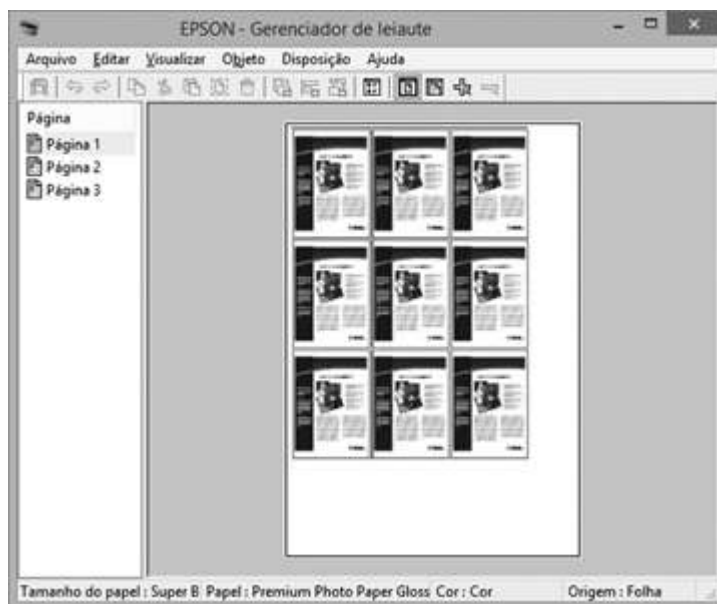 EPSON - Gerenciador de leiaute
Arquivo Editar Visualizar Objeto Disposição Ajuda
Página
Página 1
Página 2
Página 3
Tamanho do papel : Super B Papel : Premium Photo Paper Gloss Cor : Cor Origem : Folha